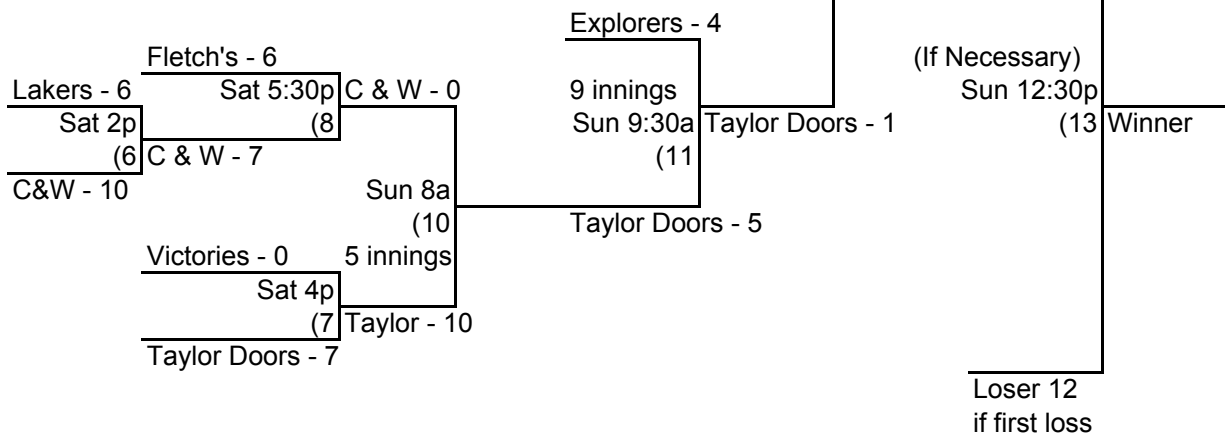 Explorers - 4
Fletch's - 6
(If Necessary)
Lakers - 6
Sat 5:30p
C & W - 0
9 innings
Sun 12:30p
Sat 2p
(8
Sun 9:30a
Taylor Doors - 1
(13
Winner
(6
C & W - 7
(11
C&W - 10
Sun 8a
(10
Taylor Doors - 5
Victories - 0
5 innings
Sat 4p
(7
Taylor - 10
Taylor Doors - 7
Loser 12
if first loss